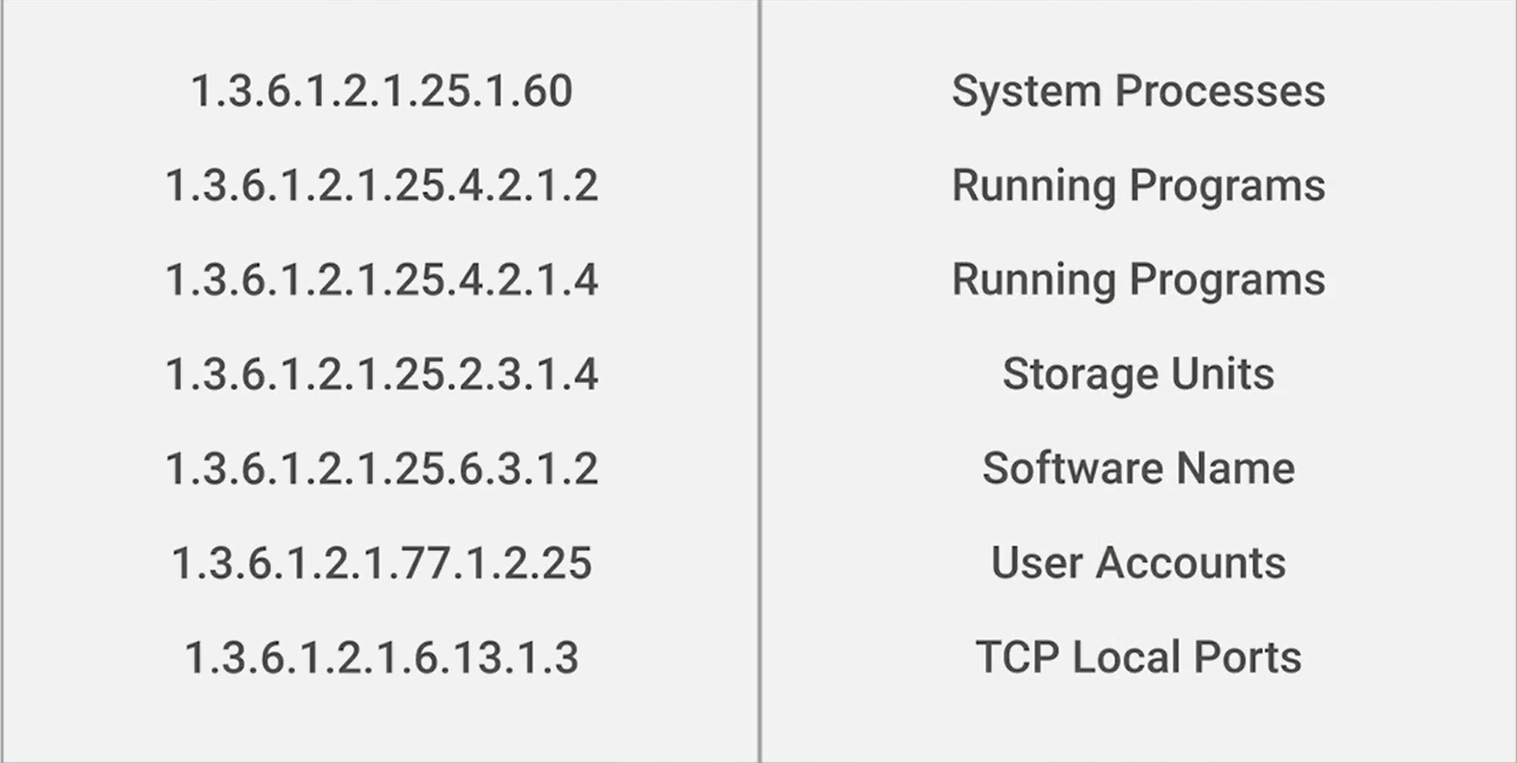 1.3.6.1.2.1.25.1.60 System Processes
1.3.6.1.2.1.25.4.2.1.2 Running Programs
1.3.6.1.2.1.25.4.2.1.4 Running Programs
1.3.6.1.2.1.25.2.3.1.4 Storage Units
1.3.6.1.2.1.25.6.3.1.2 Software Name
1.3.6.1.2.1.77.1.2.25 User Accounts
1.3.6.1.2.1.6.13.1.3 TCP Local Ports